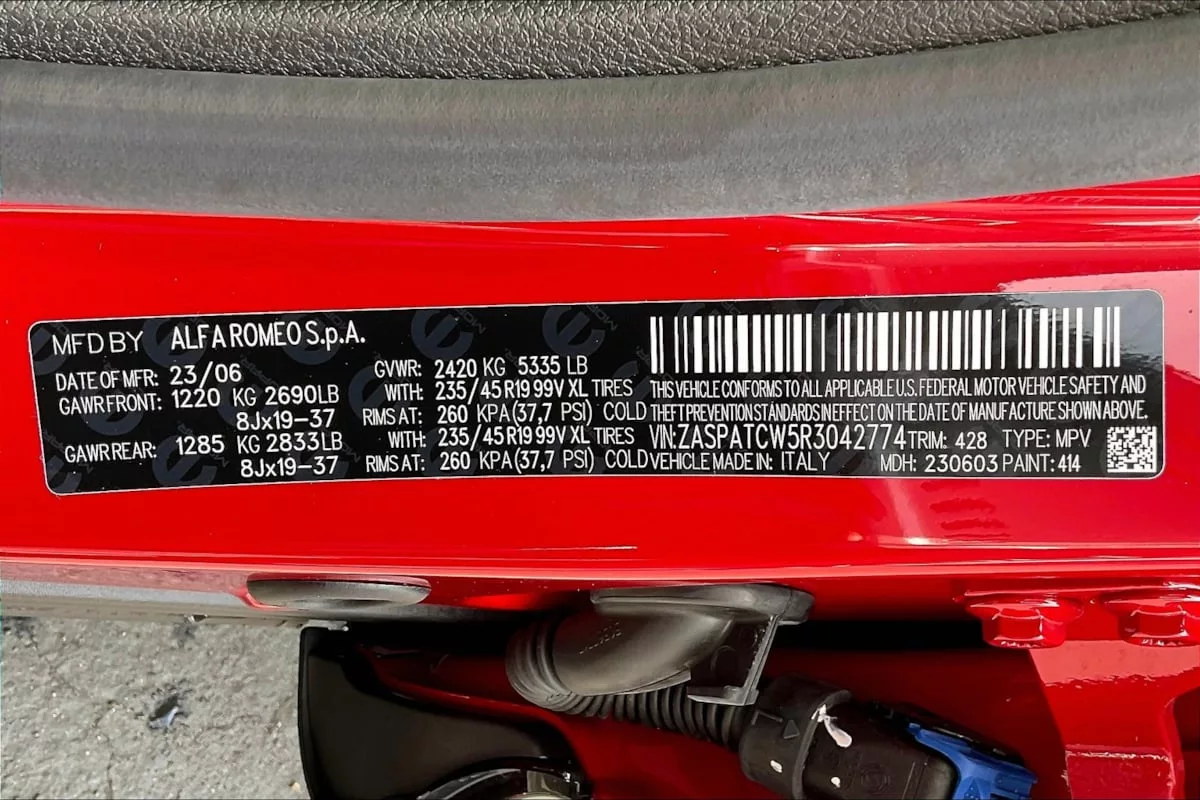 MFD BY ALFA ROMEO S.p.A.
DATE OF MFR: 23/06 GVWR: 2420 KG 5335 LB
GAWR FRONT: 1220 KG 2690LB WITH: 235/45 R19 99V XL TIRES
8Jx19-37 RIMS AT: 260 KPA(37,7 PSI) COLD
GAWR REAR: 1285 KG 2833LB WITH: 235/45 R19 99V XL TIRES
8Jx19-37 RIMS AT: 260 KPA(37,7 PSI) COLD
THIS VEHICLE CONFORMS TO ALL APPLICABLE U.S. FEDERAL MOTOR VEHICLE SAFETY AND
THEFT PREVENTION STANDARDS IN EFFECT ON THE DATE OF MANUFACTURE SHOWN ABOVE.
VIN: ZASPATCW5R3042774 TRIM: 428 TYPE: MPV
VEHICLE MADE IN: ITALY MDH: 230603 PAINT: 414